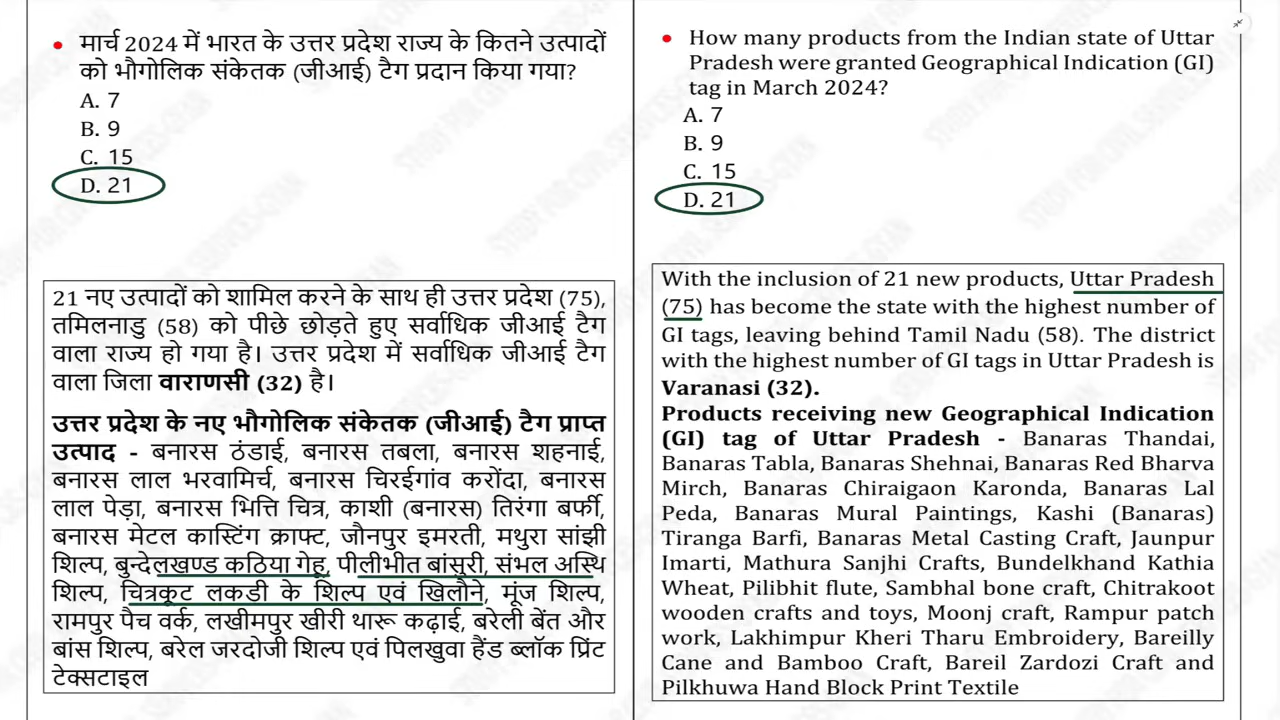 • मार्च 2024 में भारत के उत्तर प्रदेश राज्य के कितने उत्पादों
को भौगोलिक संकेतक (जीआई) टैग प्रदान किया गया?
A. 7
B. 9
C. 15
D. 21
21 नए उत्पादों को शामिल करने के साथ ही उत्तर प्रदेश (75),
तमिलनाडु (58) को पीछे छोड़ते हुए सर्वाधिक जीआई टैग
वाला राज्य हो गया है। उत्तर प्रदेश में सर्वाधिक जीआई टैग
वाला जिला वाराणसी (32) है।
उत्तर प्रदेश के नए भौगोलिक संकेतक (जीआई) टैग प्राप्त
उत्पाद - बनारस ठंडाई, बनारस तबला, बनारस शहनाई,
बनारस लाल भरवामिर्च, बनारस चिरईगांव करोंदा, बनारस
लाल पेड़ा, बनारस भित्ति चित्र, काशी (बनारस) तिरंगा बर्फी,
बनारस मेटल कास्टिंग क्राफ्ट, जौनपुर इमरती, मथुरा सांझी
शिल्प, बुन्देलखण्ड कठिया गेहू, पीलीभीत बांसुरी, संभल अस्थि
शिल्प, चित्रकूट लकडी के शिल्प एवं खिलौने, मूंज शिल्प,
रामपुर पैच वर्क, लखीमपुर खीरी थारू कढ़ाई, बरेली बेंत और
बांस शिल्प, बरेल जरदोजी शिल्प एवं पिलखुवा हैंड ब्लॉक प्रिंट
टेक्सटाइल
• How many products from the Indian state of Uttar
Pradesh were granted Geographical Indication (GI)
tag in March 2024?
A. 7
B. 9
C. 15
D. 21
With the inclusion of 21 new products, Uttar Pradesh
(75) has become the state with the highest number of
GI tags, leaving behind Tamil Nadu (58). The district
with the highest number of GI tags in Uttar Pradesh is
Varanasi (32).
Products receiving new Geographical Indication
(GI) tag of Uttar Pradesh - Banaras Thandai,
Banaras Tabla, Banaras Shehnai, Banaras Red Bharva
Mirch, Banaras Chiraigaon Karonda, Banaras Lal
Peda, Banaras Mural Paintings, Kashi (Banaras)
Tiranga Barfi, Banaras Metal Casting Craft, Jaunpur
Imarti, Mathura Sanjhi Crafts, Bundelkhand Kathia
Wheat, Pilibhit flute, Sambhal bone craft, Chitrakoot
wooden crafts and toys, Moonj craft, Rampur patch
work, Lakhimpur Kheri Tharu Embroidery, Bareilly
Cane and Bamboo Craft, Bareil Zardozi Craft and
Pilkhuwa Hand Block Print Textile